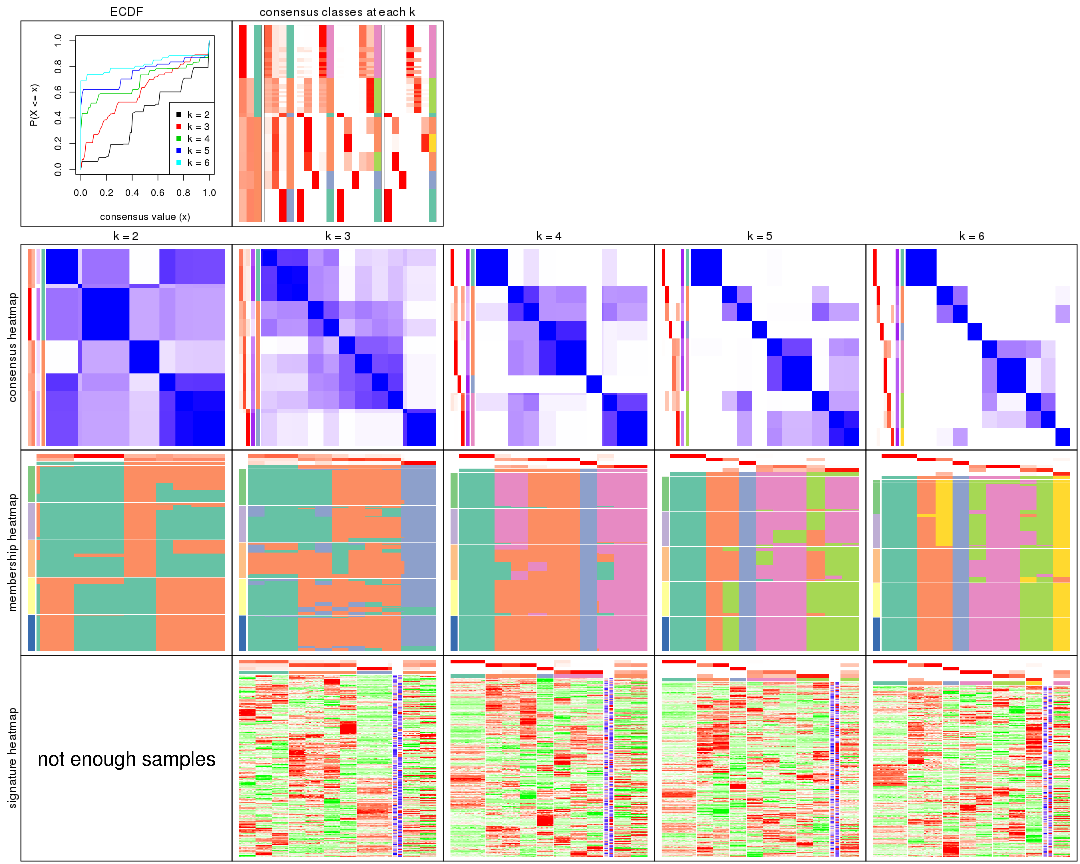 ECDF
consensus classes at each k
P(X <= x)
1.0
0.8
0.6
0.4
0.2
0.0
k = 2
k = 3
k = 4
k = 5
k = 6
0.0 0.2 0.4 0.6 0.8 1.0
consensus value (x)
k = 2
k = 3
k = 4
k = 5
k = 6
consensus heatmap
membership heatmap
signature heatmap
not enough samples